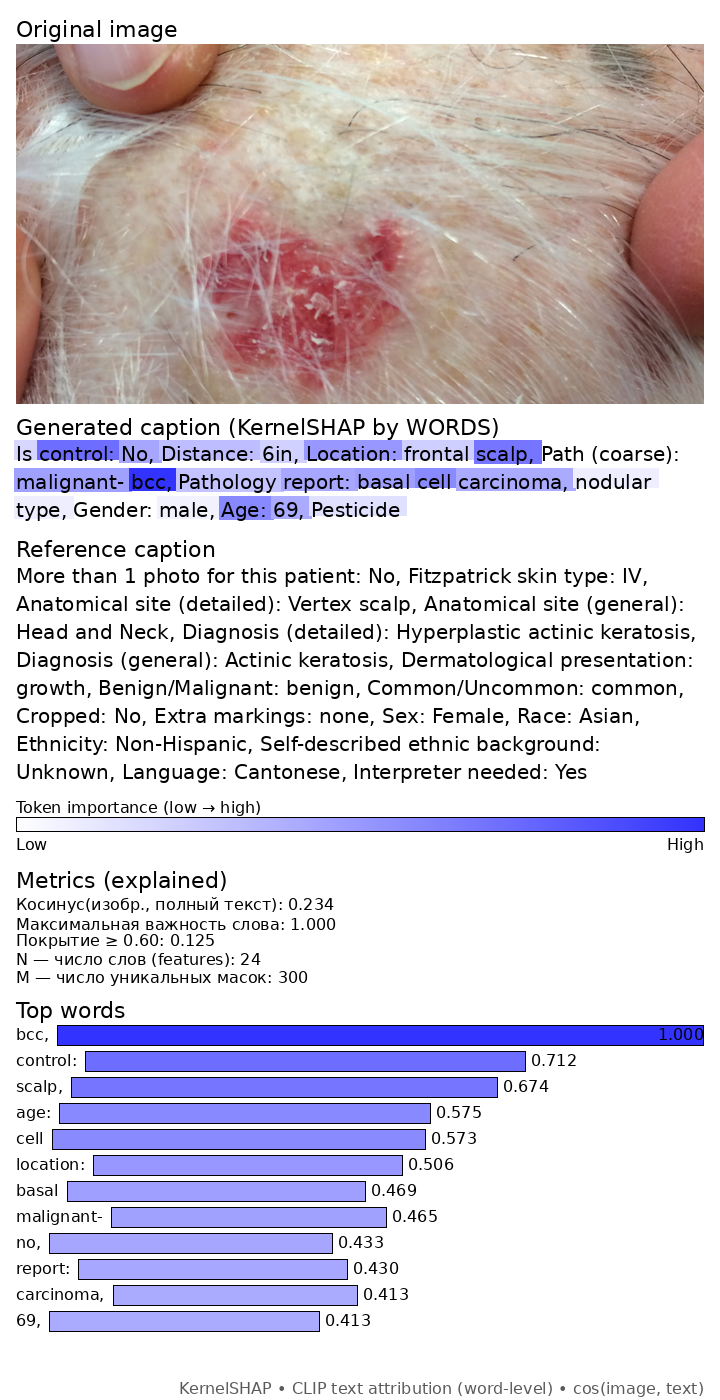 Original image
Generated caption (KernelSHAP by WORDS)
Is control: No, Distance: 6in, Location: frontal scalp, Path (coarse):
malignant- bcc, Pathology report: basal cell carcinoma, nodular
type, Gender: male, Age: 69, Pesticide
Reference caption
More than 1 photo for this patient: No, Fitzpatrick skin type: IV,
Anatomical site (detailed): Vertex scalp, Anatomical site (general):
Head and Neck, Diagnosis (detailed): Hyperplastic actinic keratosis,
Diagnosis (general): Actinic keratosis, Dermatological presentation:
growth, Benign/Malignant: benign, Common/Uncommon: common,
Cropped: No, Extra markings: none, Sex: Female, Race: Asian,
Ethnicity: Non-Hispanic, Self-described ethnic background:
Unknown, Language: Cantonese, Interpreter needed: Yes
Token importance (low → high)
Low High
Metrics (explained)
Косинус(изобр., полный текст): 0.234
Максимальная важность слова: 1.000
Покрытие ≥ 0.60: 0.125
N — число слов (features): 24
M — число уникальных масок: 300
Top words
bcc, 1.000
control: 0.712
scalp, 0.674
age: 0.575
cell 0.573
location: 0.506
basal 0.469
malignant- 0.465
no, 0.433
report: 0.430
carcinoma, 0.413
69, 0.413
KernelSHAP • CLIP text attribution (word-level) • cos(image, text)